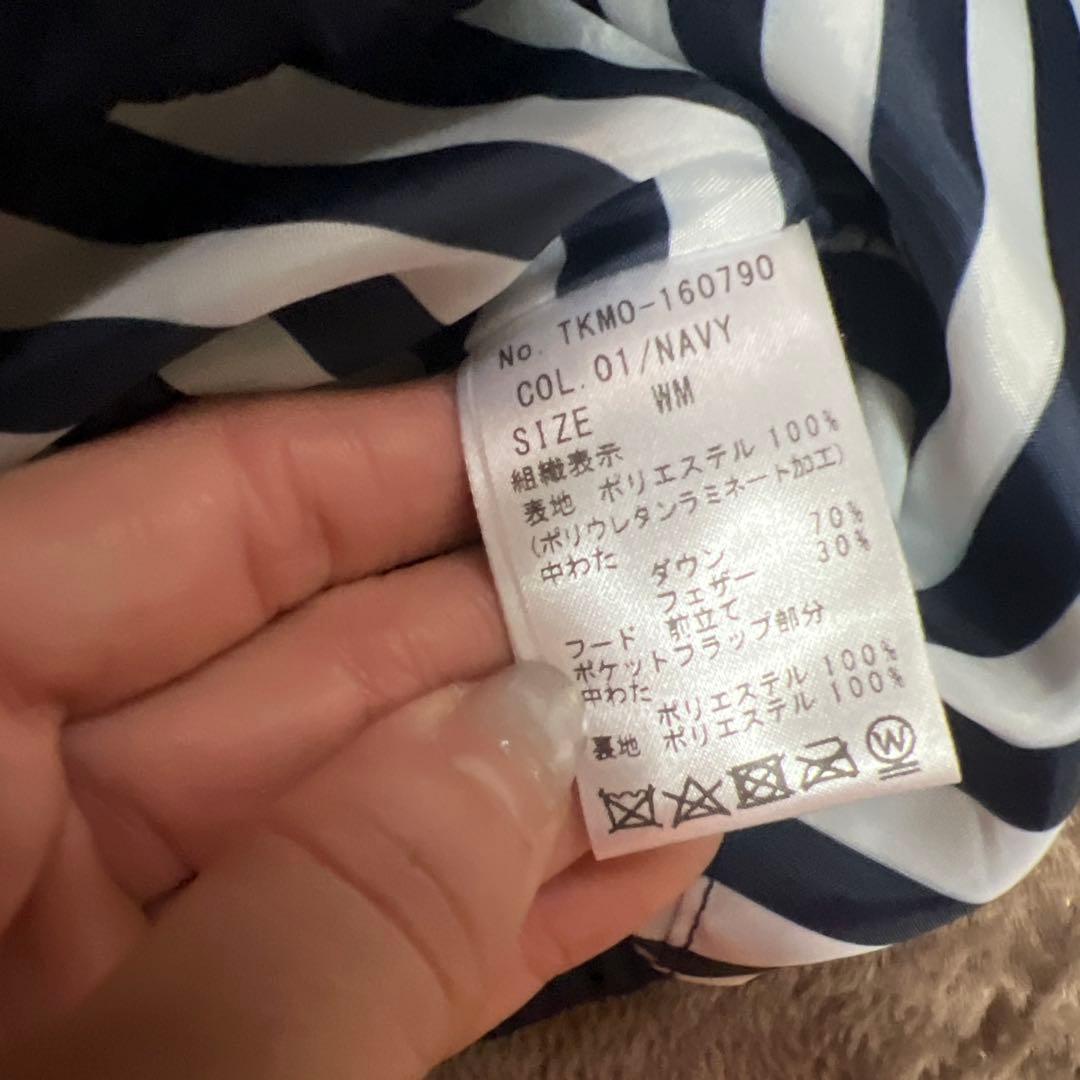 No. TKMO-160790
COL. 01/NAVY
SIZE WM
組織表示
表地 ポリエステル 100%
(ポリウレタンラミネート加工)
中わた ダウン 70%
フェザー 30%
フード 前立て
ポケットフラップ部分
中わた ポリエステル 100%
裏地 ポリエステル 100%
W